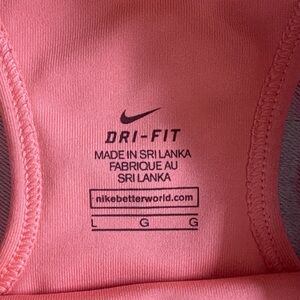 DRI-FIT
MADE IN SRI LANKA
FABRIQUE AU
SRI LANKA
nikebetterworld.com
L G G